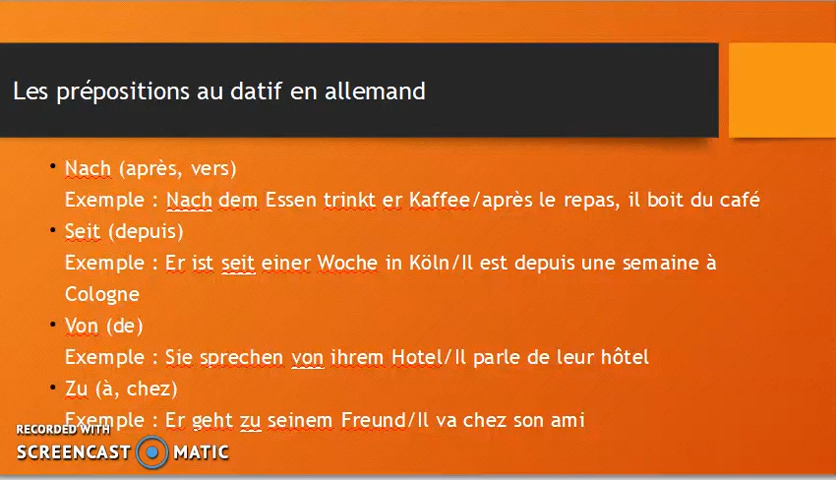 Les prépositions au datif en allemand
• Nach (après, vers)
Exemple : Nach dem Essen trinkt er Kaffee/après le repas, il boit du café
• Seit (depuis)
Exemple : Er ist seit einer Woche in Köln/Il est depuis une semaine à
Cologne
• Von (de)
Exemple : Sie sprechen von ihrem Hotel/Il parle de leur hôtel
• Zu (à, chez)
Exemple : Er geht zu seinem Freund/Il va chez son ami
RECORDED WITH
SCREENCAST MATIC